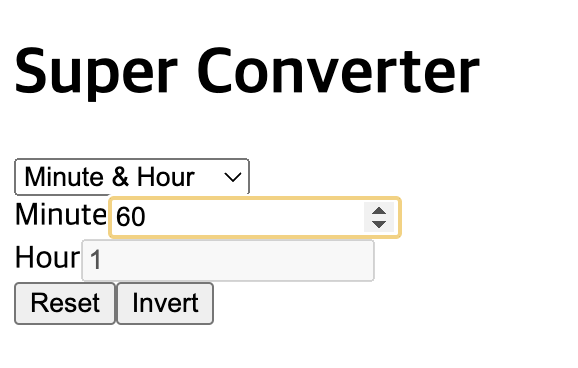 Super Converter
Minute & Hour
Minute 60
Hour 1
Reset Invert